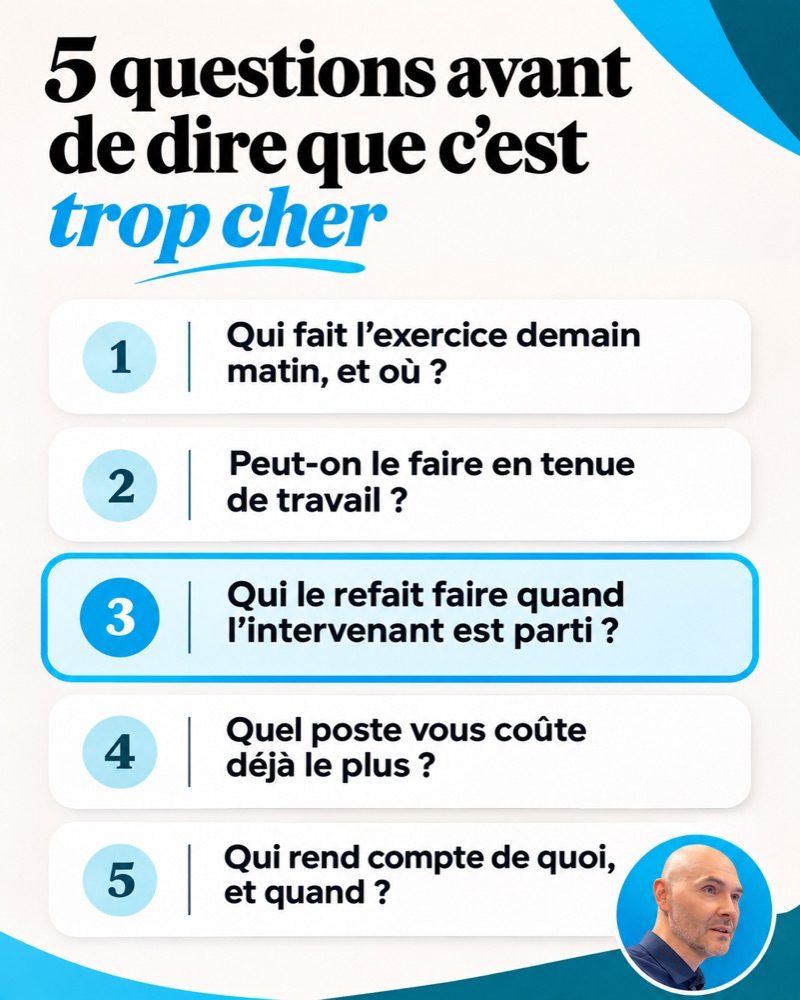 5 questions avant
de dire que c’est
trop cher
1
Qui fait l’exercice demain
matin, et où ?
2
Peut-on le faire en tenue
de travail ?
3
Qui le refait faire quand
l’intervenant est parti ?
4
Quel poste vous coûte
déjà le plus ?
5
Qui rend compte de quoi,
et quand ?